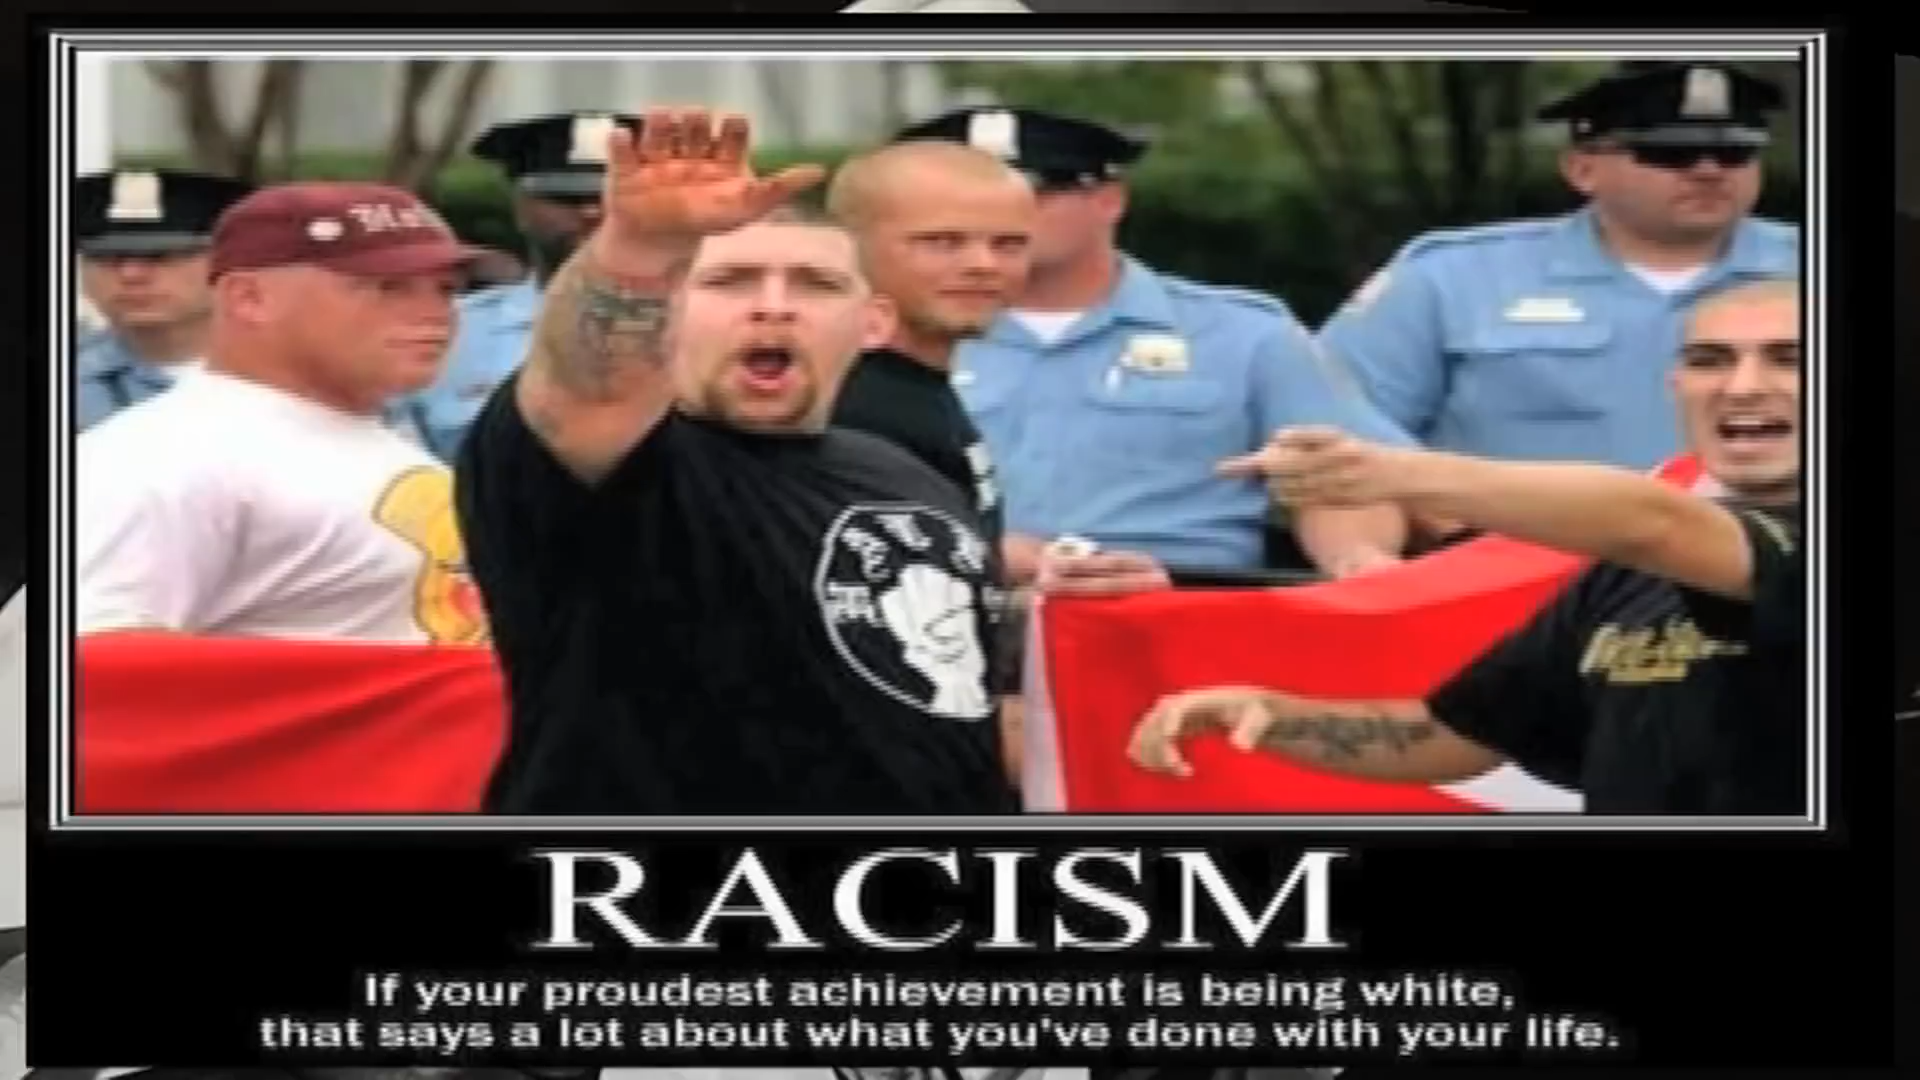 RACISM
If your proudest achievement is being white,
that says a lot about what you've done with your life.